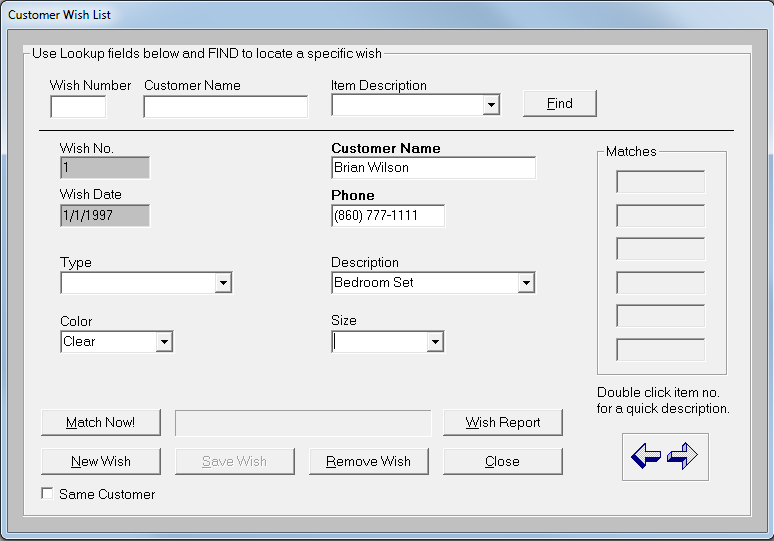 Customer Wish List
Use Lookup fields below and FIND to locate a specific wish
Wish Number
Customer Name
Item Description
Find
Wish No.
1
Customer Name
Brian Wilson
Wish Date
1/1/1997
Phone
(860) 777-1111
Type
Description
Bedroom Set
Color
Clear
Size
Matches
Double click item no.
for a quick description.
Match Now!
Wish Report
New Wish
Save Wish
Remove Wish
Close
Same Customer